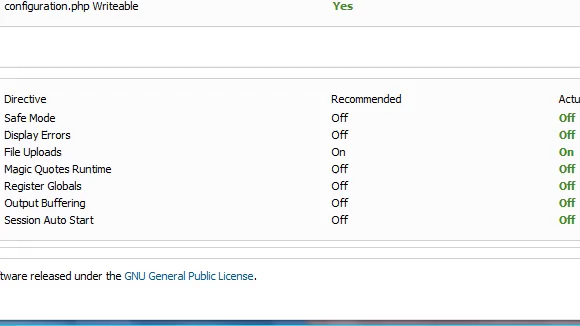 configuration.php Writeable Yes
Directive Recommended
Safe Mode Off Off
Display Errors Off Off
File Uploads On On
Magic Quotes Runtime Off Off
Register Globals Off Off
Output Buffering Off Off
Session Auto Start Off Off
released under the GNU General Public License.